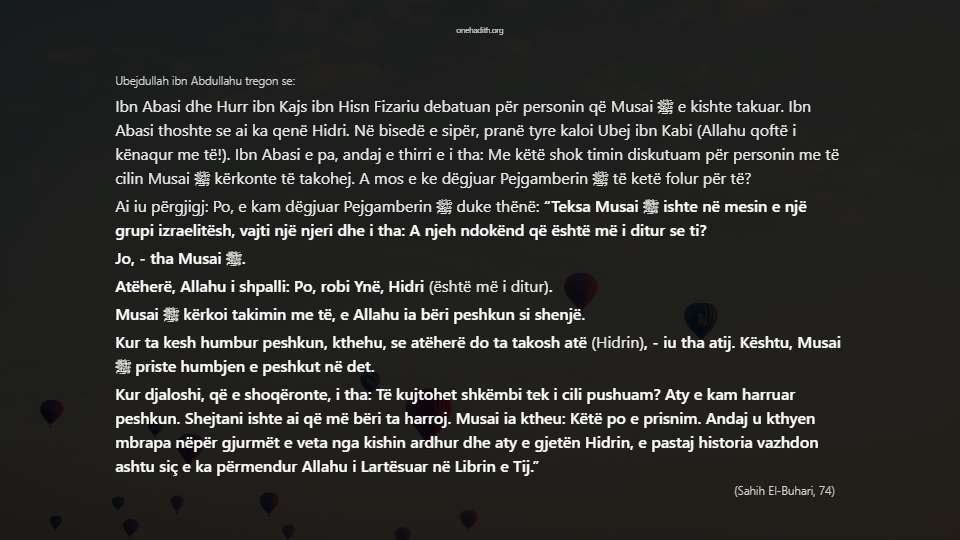 onehadith.org
Ubejdullah ibn Abdullahu tregon se:
Ibn Abasi dhe Hurr ibn Kajs ibn Hisn Fizariu debatuan për personin që Musai ﷺ e kishte takuar. Ibn
Abasi thoshte se ai ka qenë Hidri. Në bisedë e sipër, pranë tyre kaloi Ubej ibn Kabi (Allahu qoftë i
kënaqur me të!). Ibn Abasi e pa, andaj e thirri e i tha: Me këtë shok timin diskutuam për personin me të
cilin Musai ﷺ kërkonte të takohej. A mos e ke dëgjuar Pejgamberin ﷺ të ketë folur për të?
Ai iu përgjigj: Po, e kam dëgjuar Pejgamberin ﷺ duke thënë: “Teksa Musai ﷺ ishte në mesin e një
grupi izraelitësh, vajti një njeri dhe i tha: A njeh ndokënd që është më i ditur se ti?
Jo, - tha Musai ﷺ.
Atëherë, Allahu i shpalli: Po, robi Ynë, Hidri (është më i ditur).
Musai ﷺ kërkoi takimin me të, e Allahu ia bëri peshkun si shenjë.
Kur ta kesh humbur peshkun, kthehu, se atëherë do ta takosh atë (Hidrin), - iu tha atij. Kështu, Musai
ﷺ priste humbjen e peshkut në det.
Kur djaloshi, që e shoqëronte, i tha: Të kujtohet shkëmbi tek i cili pushuam? Aty e kam harruar
peshkun. Shejtani ishte ai që më bëri ta harroj. Musai ia ktheu: Këtë po e prisnim. Andaj u kthyen
mbrapa nëpër gjurmët e veta nga kishin ardhur dhe aty e gjetën Hidrin, e pastaj historia vazhdon
ashtu siç e ka përmendur Allahu i Lartësuar në Librin e Tij.”
(Sahih El-Buhari, 74)